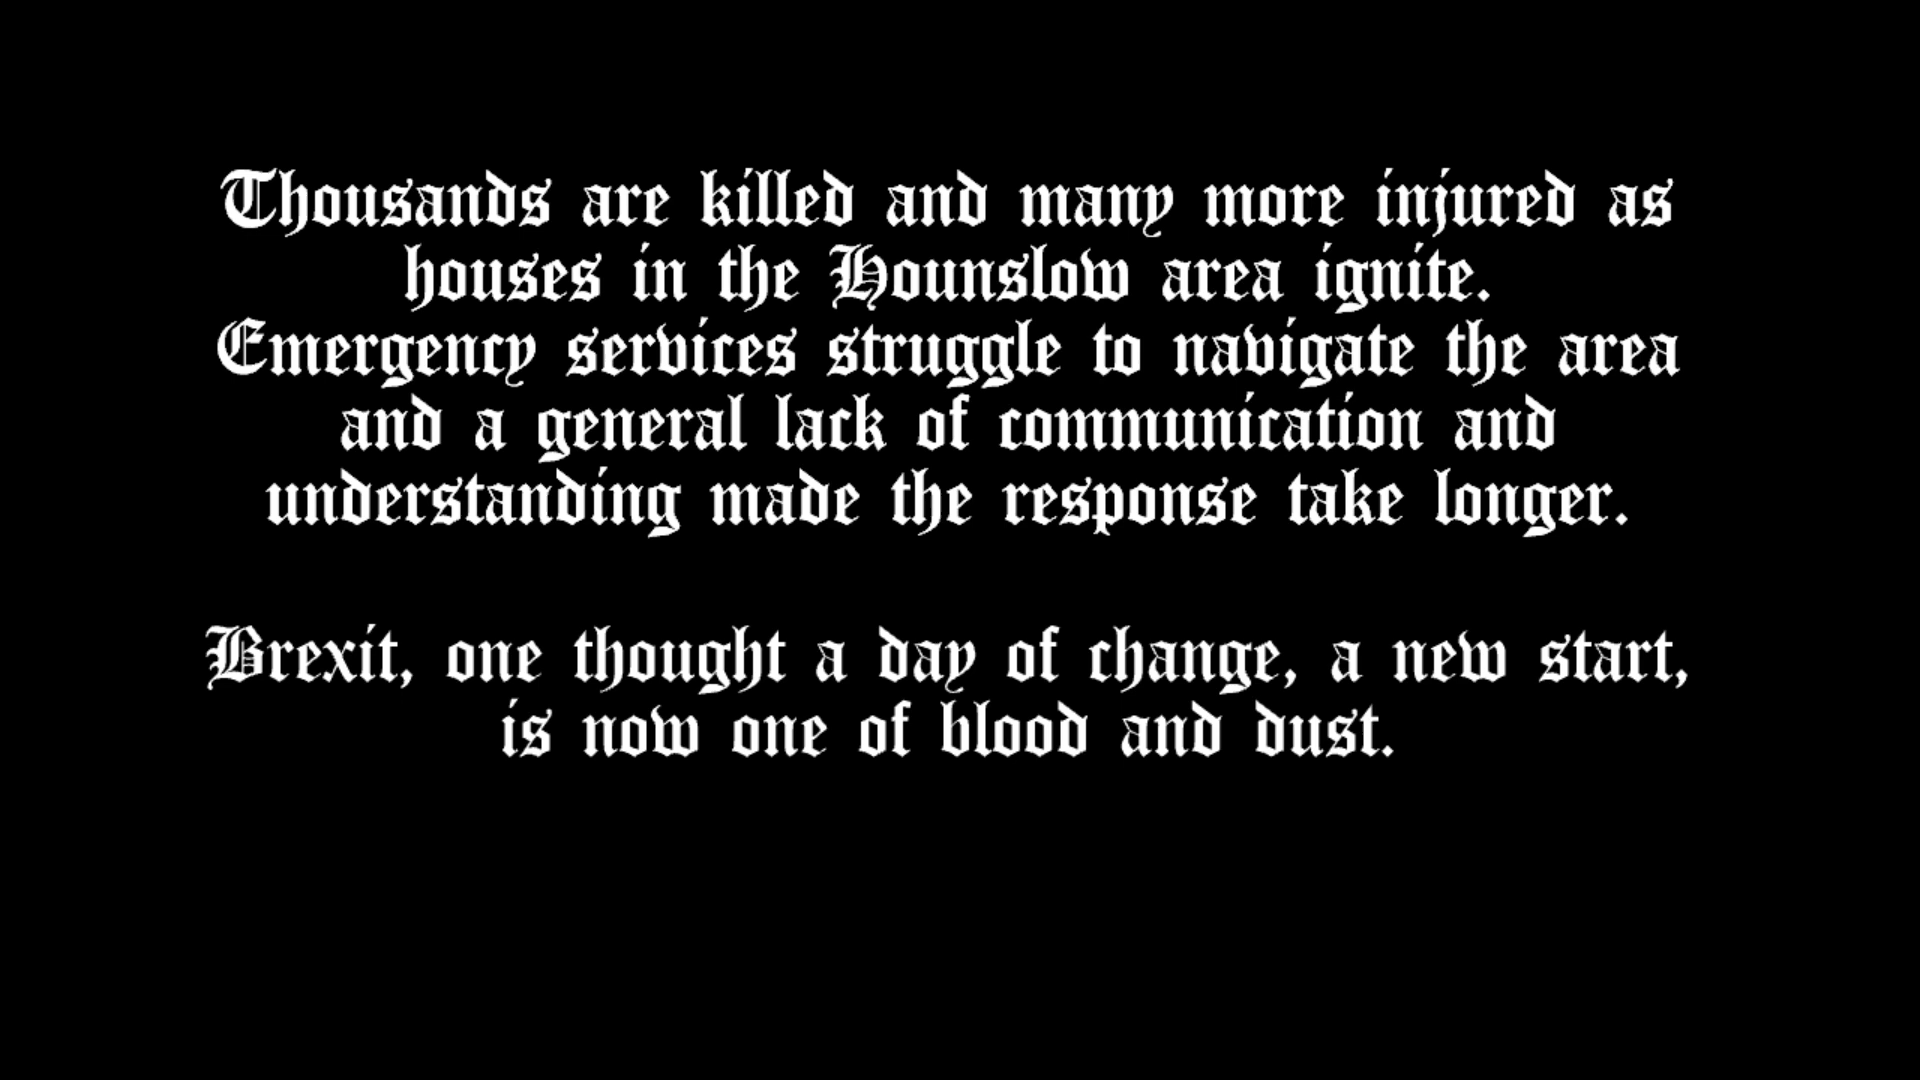 Thousands are killed and many more injured as
houses in the Hounslow area ignite.
Emergency services struggle to navigate the area
and a general lack of communication and
understanding made the response take longer.
Brexit, one thought a day of change, a new start,
is now one of blood and dust.